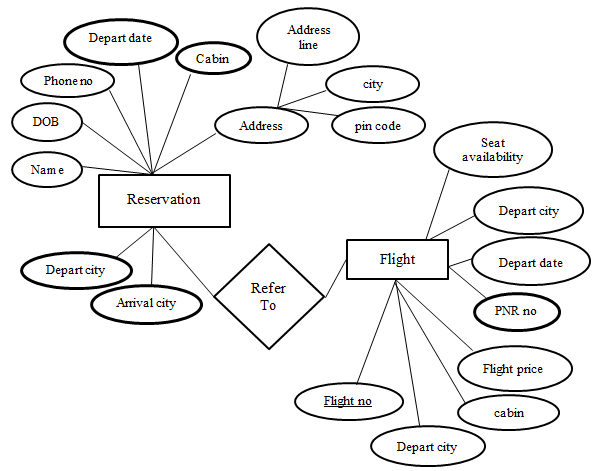 Address
line
Depart date
Cabin
Phone no
city
DOB
Address
pin code
Seat
availability
Name
Reservation
Depart city
Flight
Depart city
Depart date
Refer
To
Arrival city
PNR no
Flight price
Flight no
cabin
Depart city